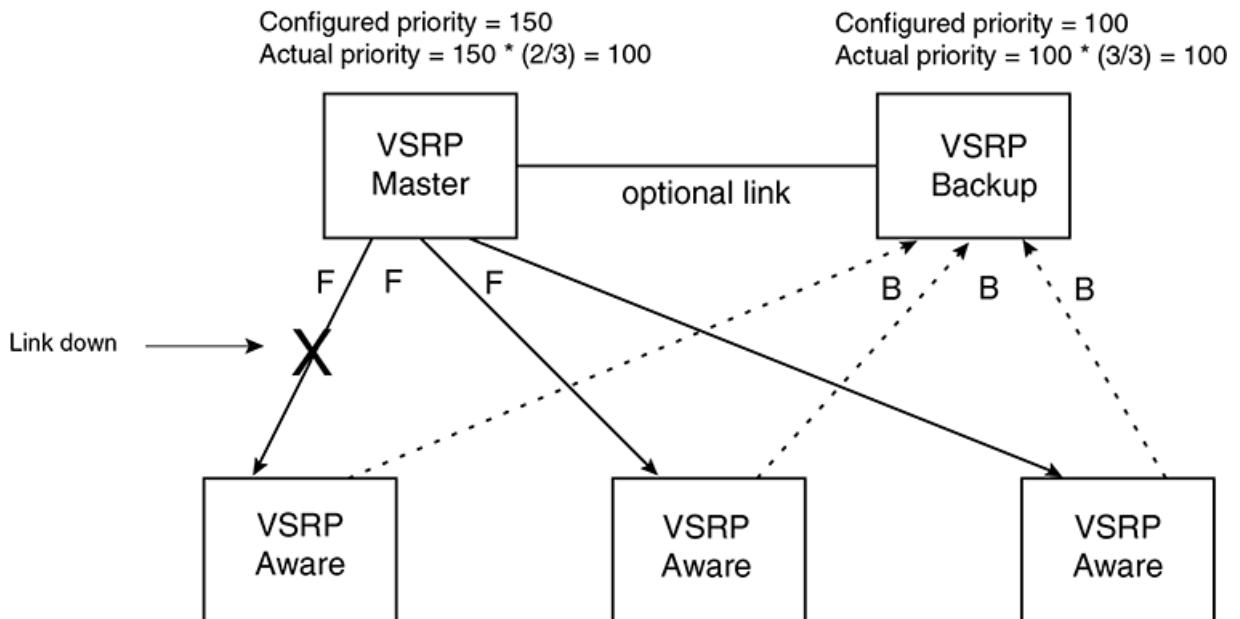 Configured priority = 150
Actual priority = 150 * (2/3) = 100
Configured priority = 100
Actual priority = 100 * (3/3) = 100
VSRP
Master
optional link
VSRP
Backup
F
F
F
B
B
B
Link down
X
VSRP
Aware
VSRP
Aware
VSRP
Aware